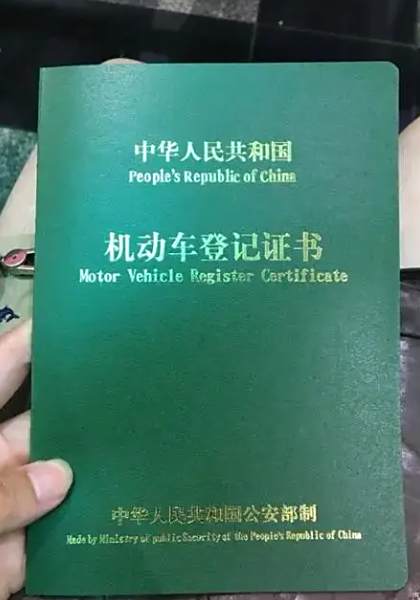 中华人民共和国
People's Republic of China
机动车登记证书
Motor Vehicle Register Certificate
中华人民共和国公安部制
Made by Ministry of public Security of the People's Republic of China